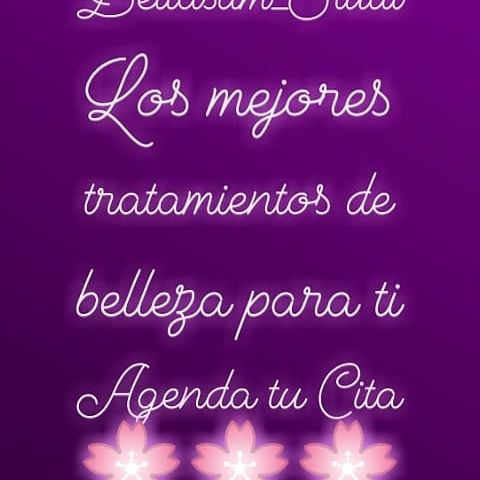 Los mejores
tratamientos de
belleza para ti
Agenda tu Cita